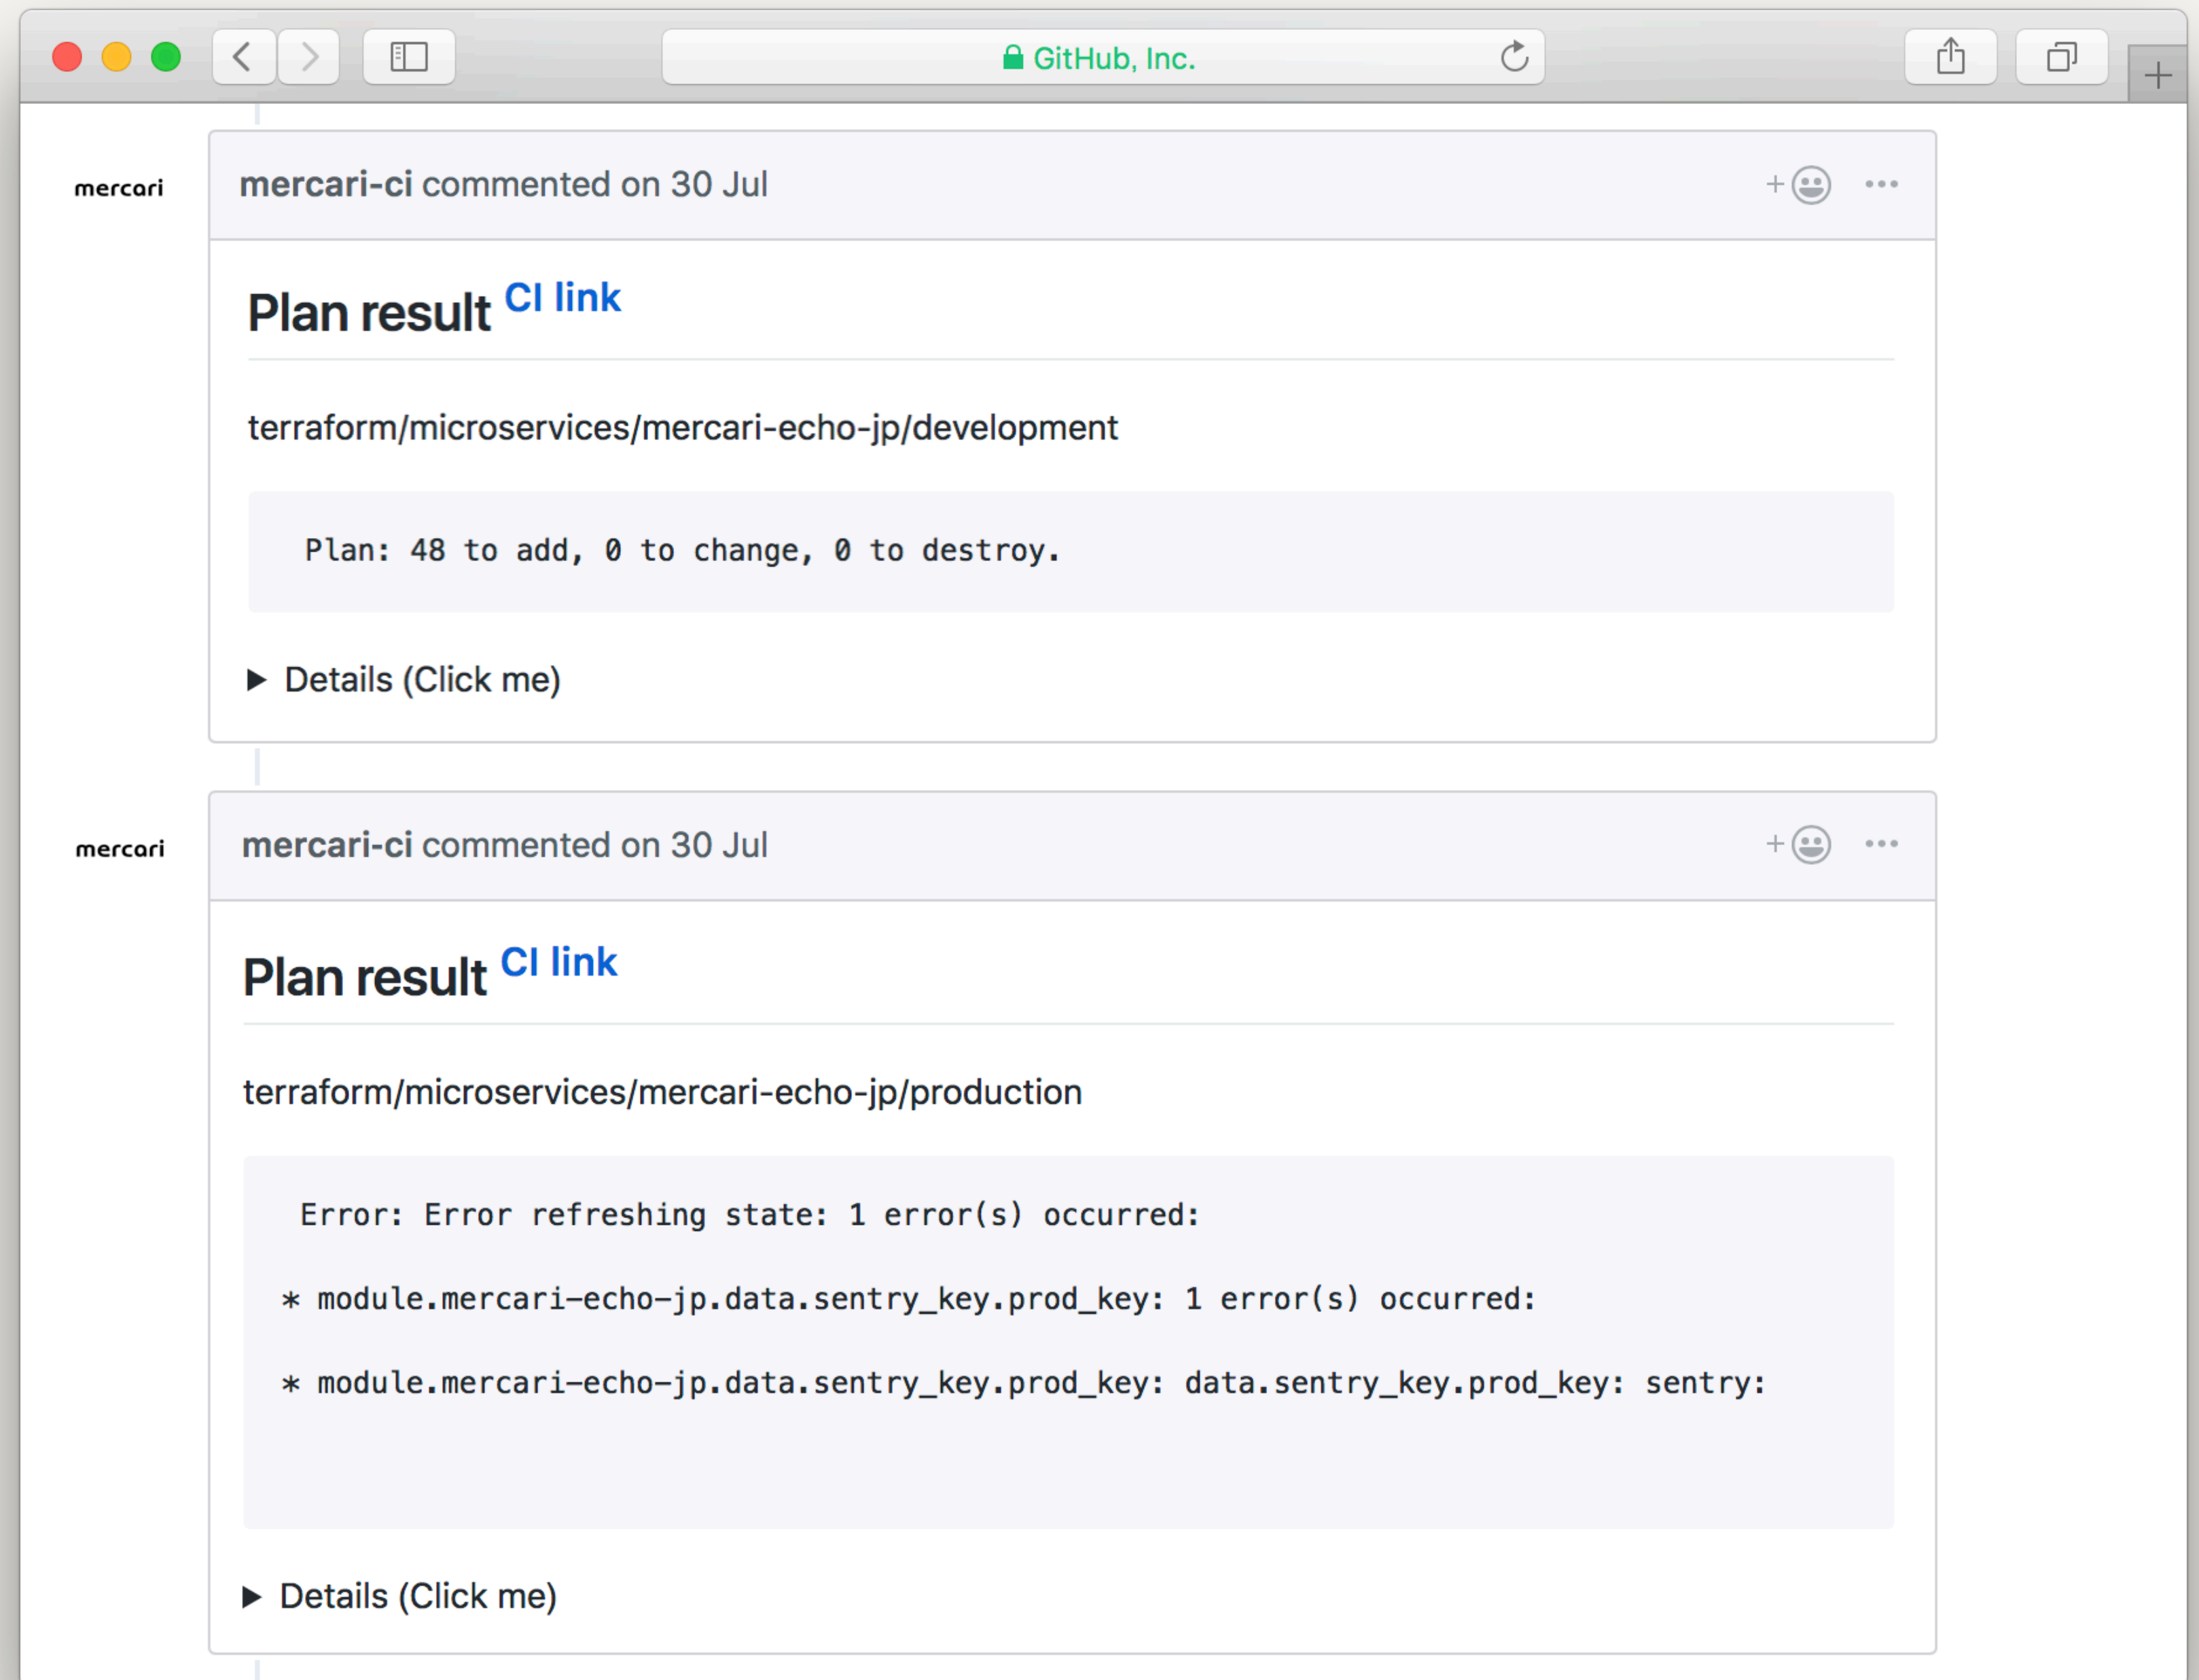 GitHub, Inc.
mercari
mercari-ci commented on 30 Jul
Plan result CI link
terraform/microservices/mercari-echo-jp/development
Plan: 48 to add, 0 to change, 0 to destroy.
▶ Details (Click me)
mercari
mercari-ci commented on 30 Jul
Plan result CI link
terraform/microservices/mercari-echo-jp/production
Error: Error refreshing state: 1 error(s) occurred:
* module.mercari-echo-jp.data.sentry_key.prod_key: 1 error(s) occurred:
* module.mercari-echo-jp.data.sentry_key.prod_key: data.sentry_key.prod_key: sentry:
▶ Details (Click me)